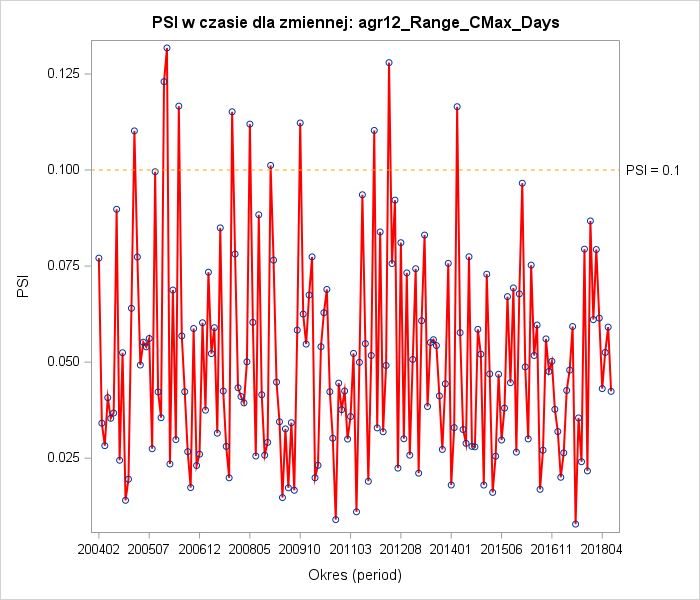 PSI w czasie dla zmiennej: agr12_Range_CMax_Days
0.125
0.100
0.075
0.050
0.025
PSI
PSI = 0.1
200402 200507 200612 200805 200910 201103 201208 201401 201506 201611 201804
Okres (period)